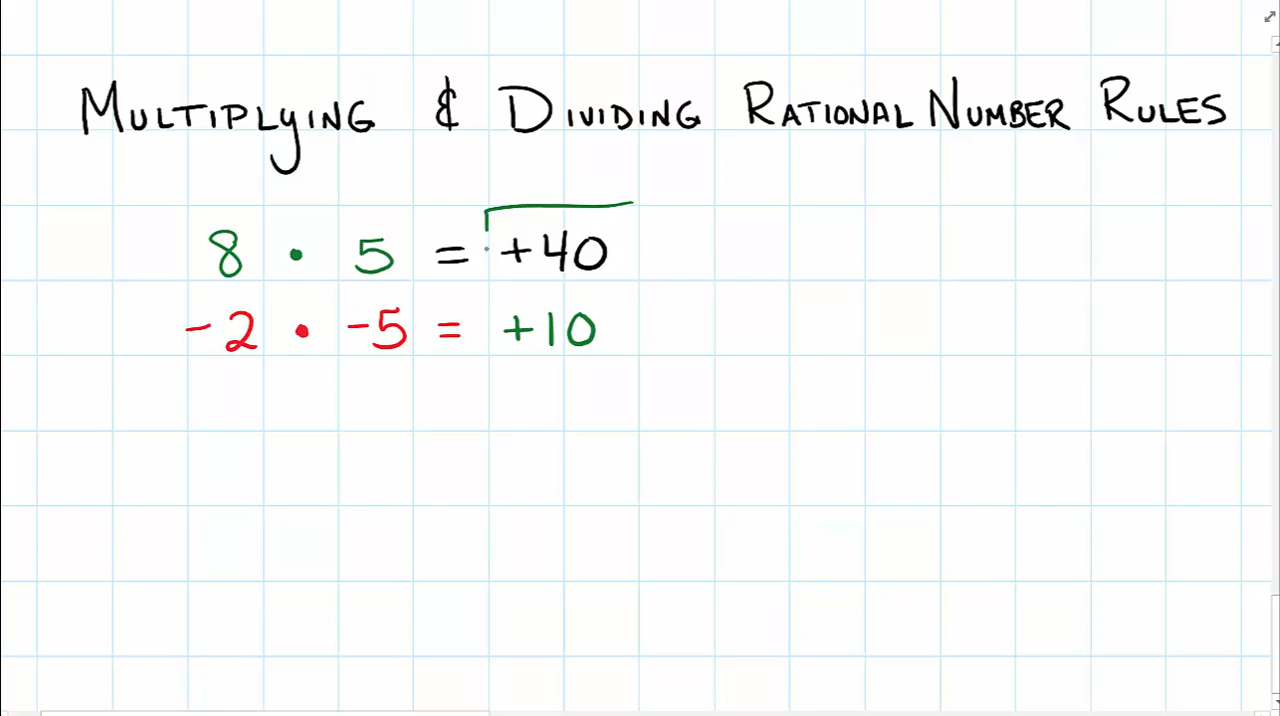 MULTIPLYING & DIVIDING RATIONAL NUMBER RULES
8 • 5 = +40
-2 • -5 = +10